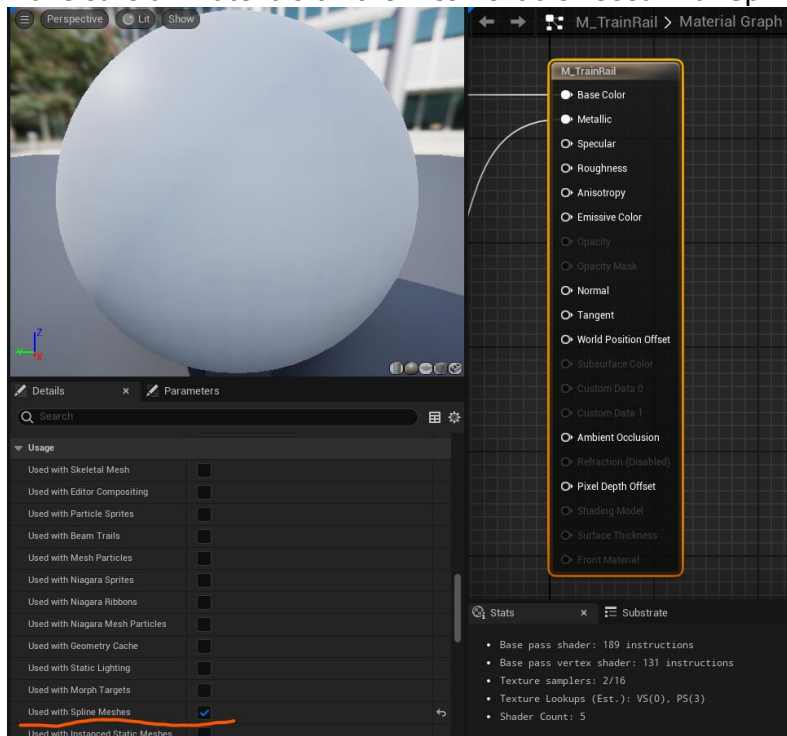 Perspective Lit Show
M_TrainRail > Material Graph
M_TrainRail
Base Color
Metallic
Specular
Roughness
Anisotropy
Emissive Color
Opacity
Opacity Mask
Normal
Tangent
World Position Offset
Subsurface Color
Custom Data 0
Custom Data 1
Ambient Occlusion
Refraction (Disabled)
Pixel Depth Offset
Shading Model
Surface Thickness
Front Material
Z
Y
X
Details × Parameters
Search
Usage
Used with Skeletal Mesh
Used with Editor Compositing
Used with Particle Sprites
Used with Beam Trails
Used with Mesh Particles
Used with Niagara Sprites
Used with Niagara Ribbons
Used with Niagara Mesh Particles
Used with Geometry Cache
Used with Static Lighting
Used with Morph Targets
Used with Spline Meshes
Used with Instanced Static Meshes
Stats × Substrate
• Base pass shader: 189 instructions
• Base pass vertex shader: 131 instructions
• Texture samplers: 2/16
• Texture Lookups (Est.): VS(0), PS(3)
• Shader Count: 5